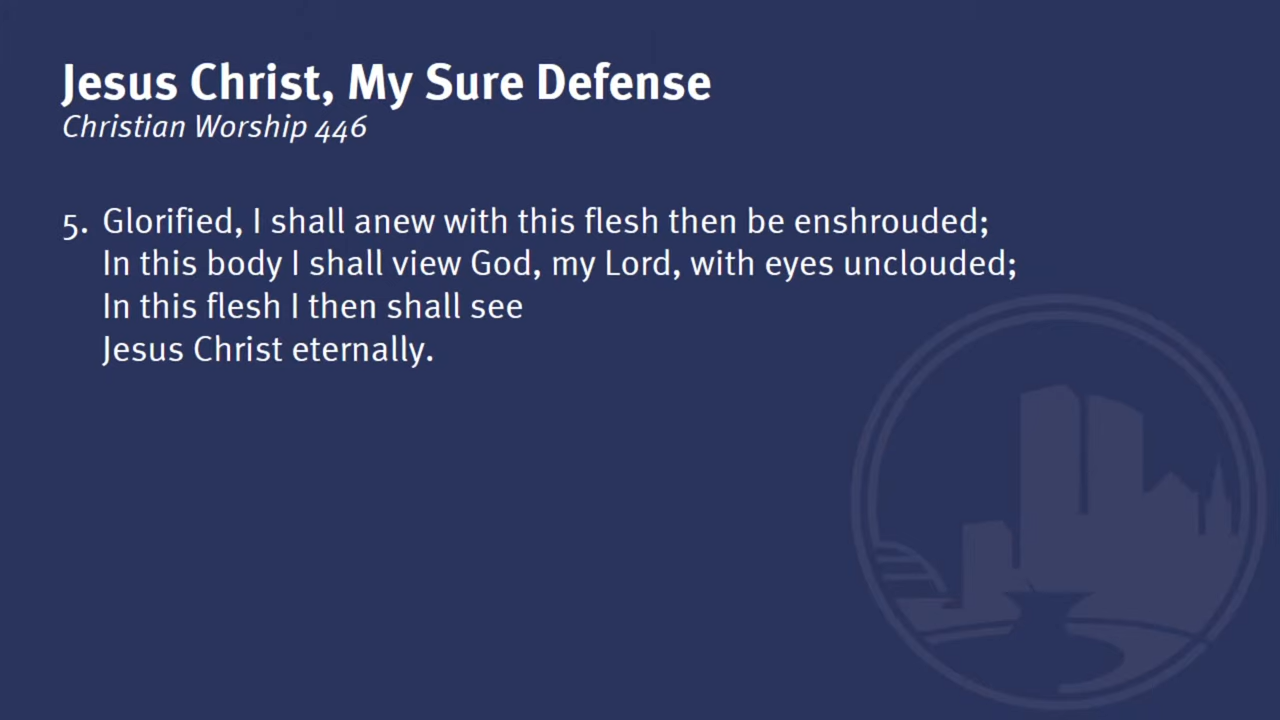 Jesus Christ, My Sure Defense
Christian Worship 446
5. Glorified, I shall anew with this flesh then be enshrouded;
In this body I shall view God, my Lord, with eyes unclouded;
In this flesh I then shall see
Jesus Christ eternally.